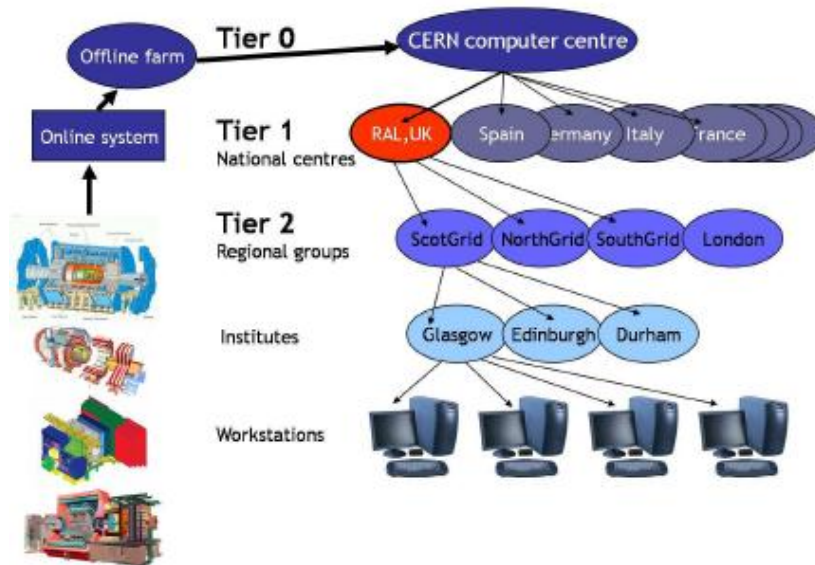 Offline farm
Tier 0
CERN computer centre
Online system
Tier 1
National centres
RAL,UK
Spain
ermany
Italy
rance
Tier 2
Regional groups
ScotGrid
NorthGrid
SouthGrid
London
Institutes
Glasgow
Edinburgh
Durham
Workstations